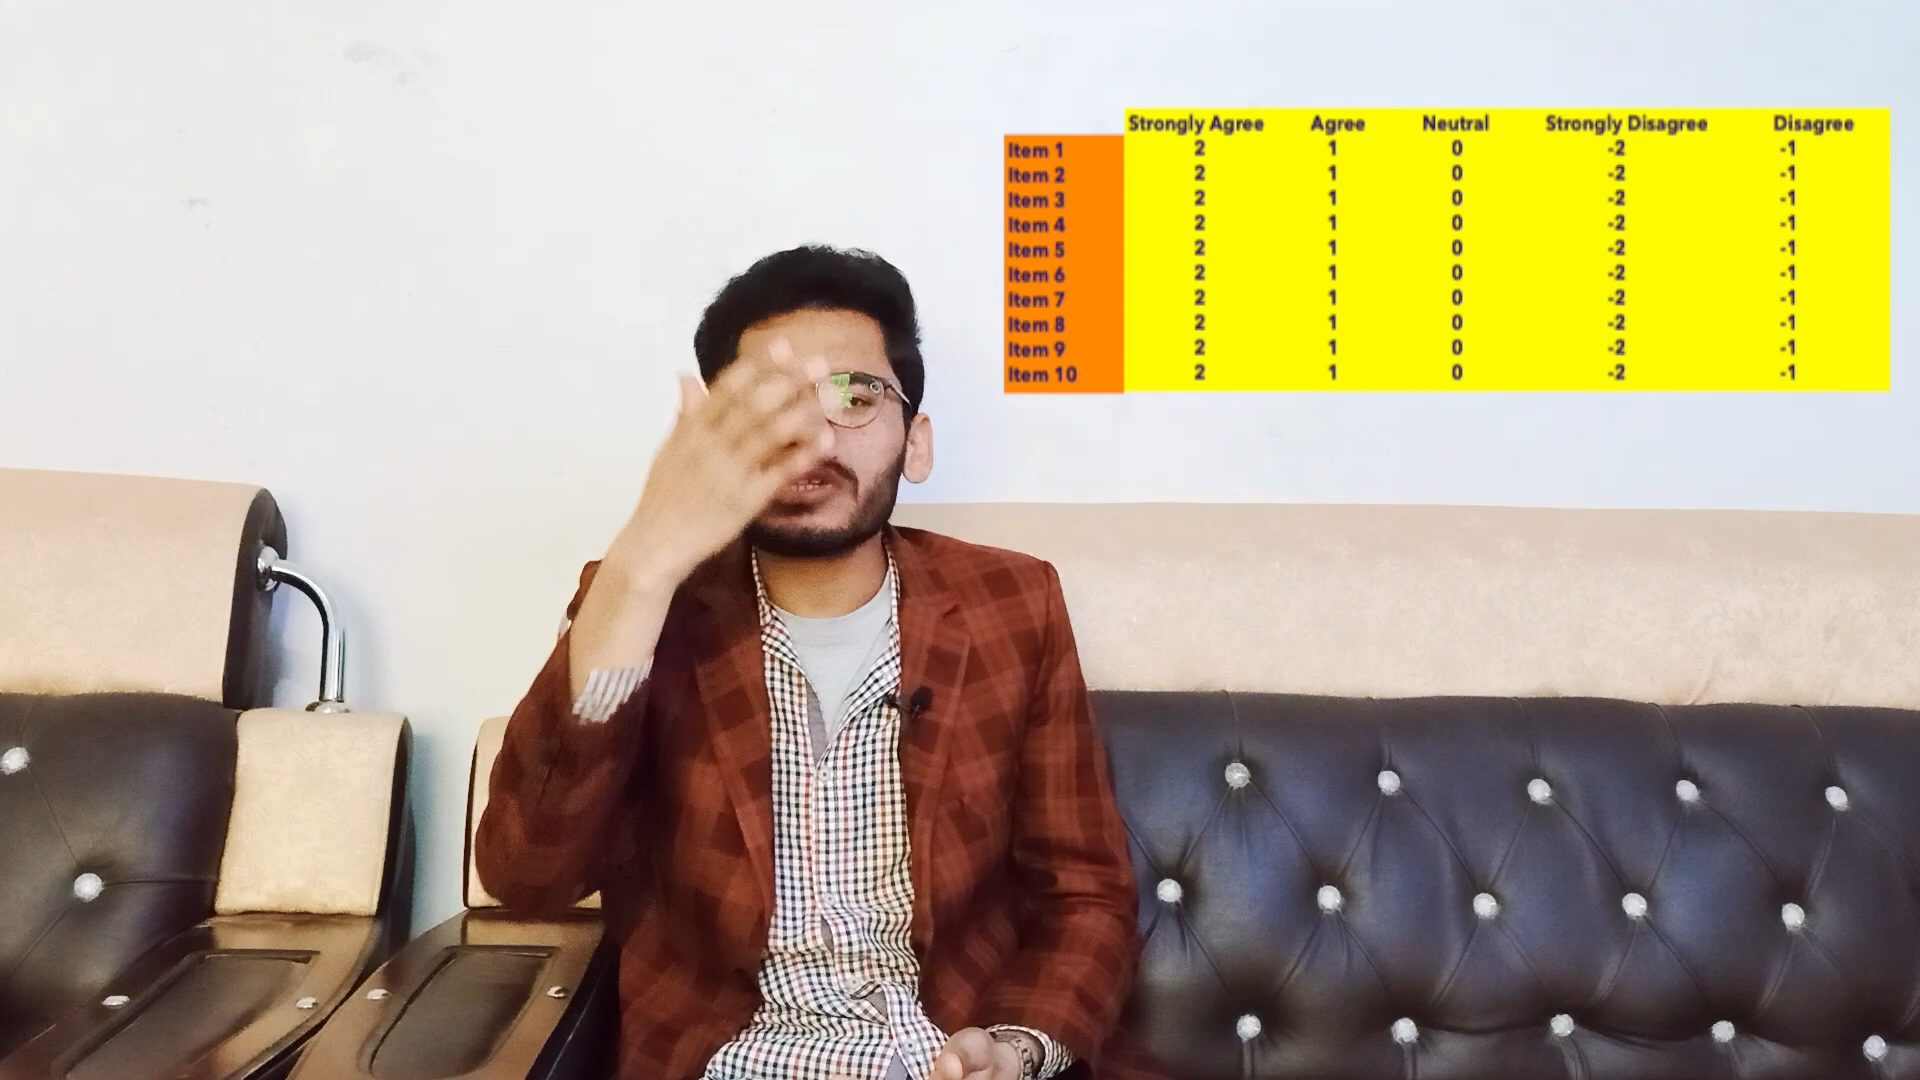 Strongly Agree Agree Neutral Strongly Disagree Disagree
Item 1 2 1 0 -2 -1
Item 2 2 1 0 -2 -1
Item 3 2 1 0 -2 -1
Item 4 2 1 0 -2 -1
Item 5 2 1 0 -2 -1
Item 6 2 1 0 -2 -1
Item 7 2 1 0 -2 -1
Item 8 2 1 0 -2 -1
Item 9 2 1 0 -2 -1
Item 10 2 1 0 -2 -1